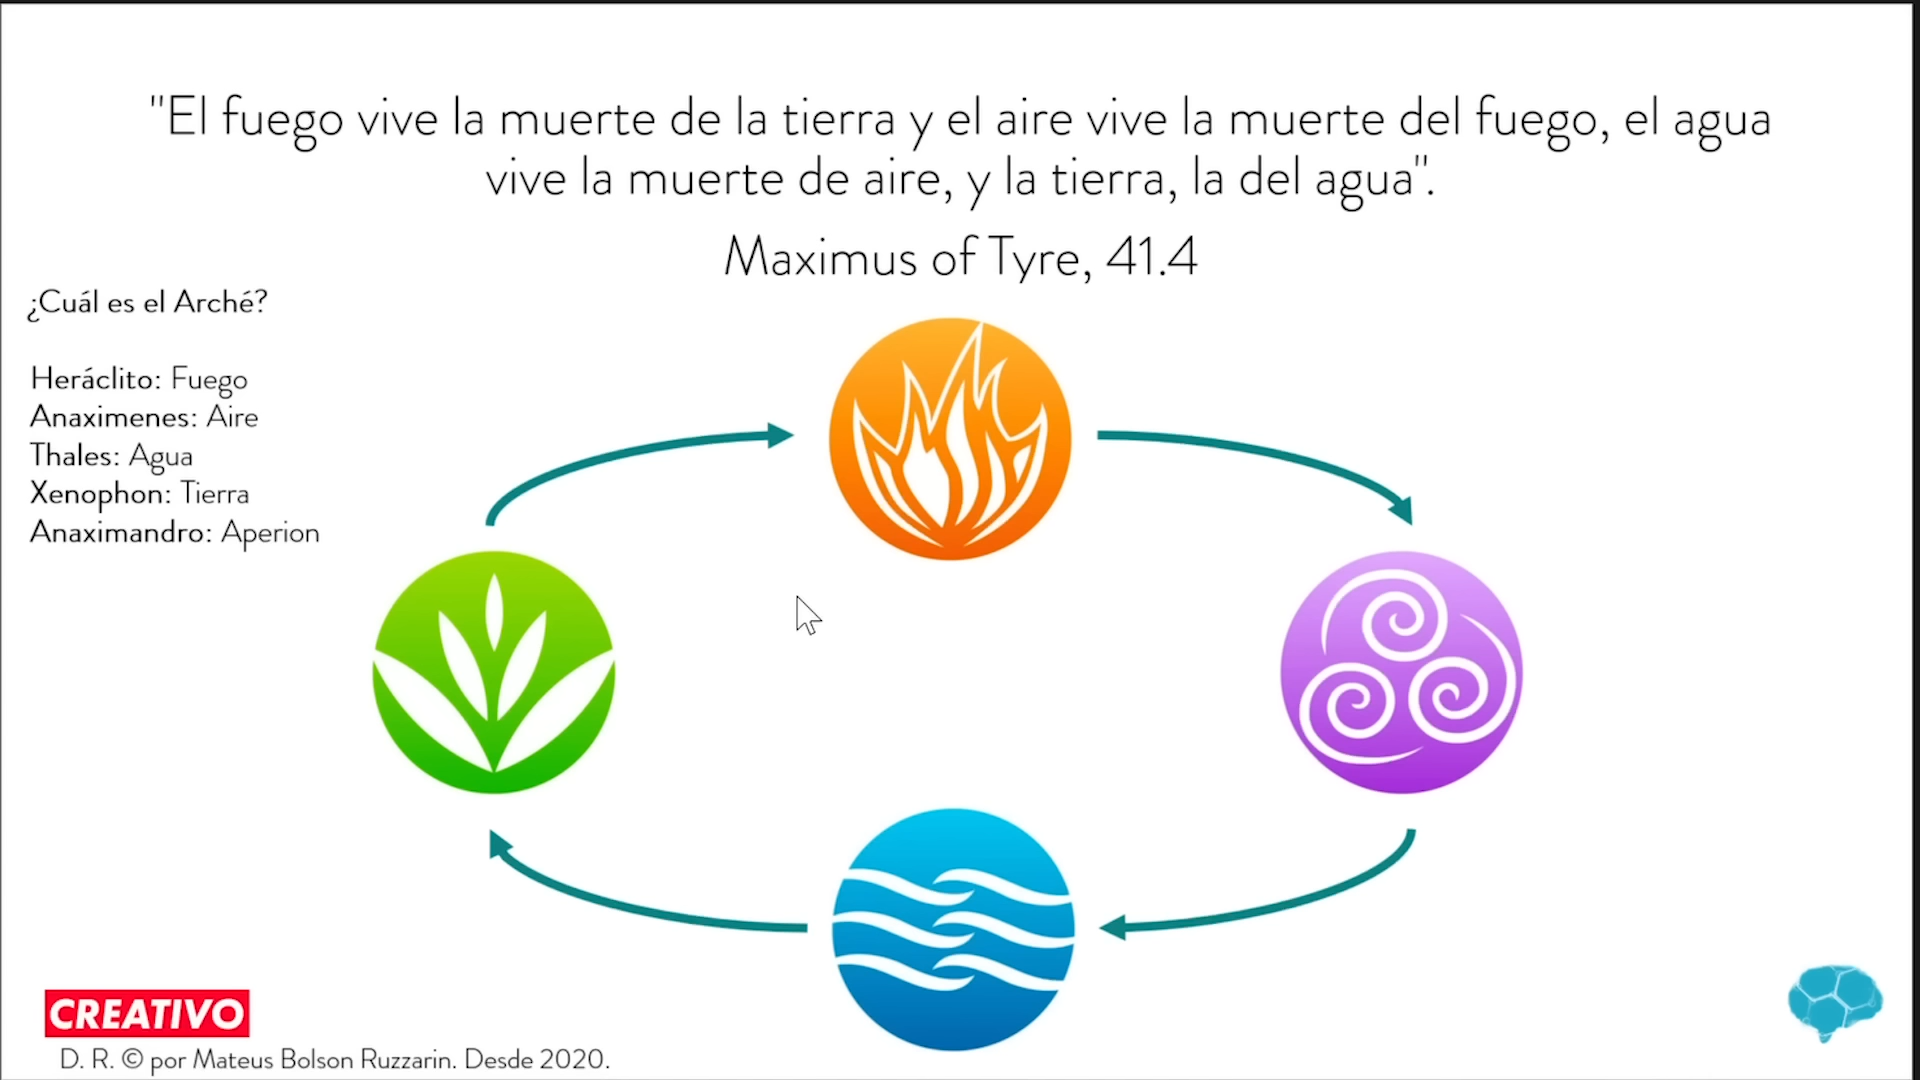 "El fuego vive la muerte de la tierra y el aire vive la muerte del fuego, el agua
vive la muerte de aire, y la tierra, la del agua".
Maximus of Tyre, 41.4
¿Cuál es el Arché?
Heráclito: Fuego
Anaximenes: Aire
Thales: Agua
Xenophon: Tierra
Anaximandro: Aperion
CREATIVO
D. R. © por Mateus Bolson Ruzzarin. Desde 2020.